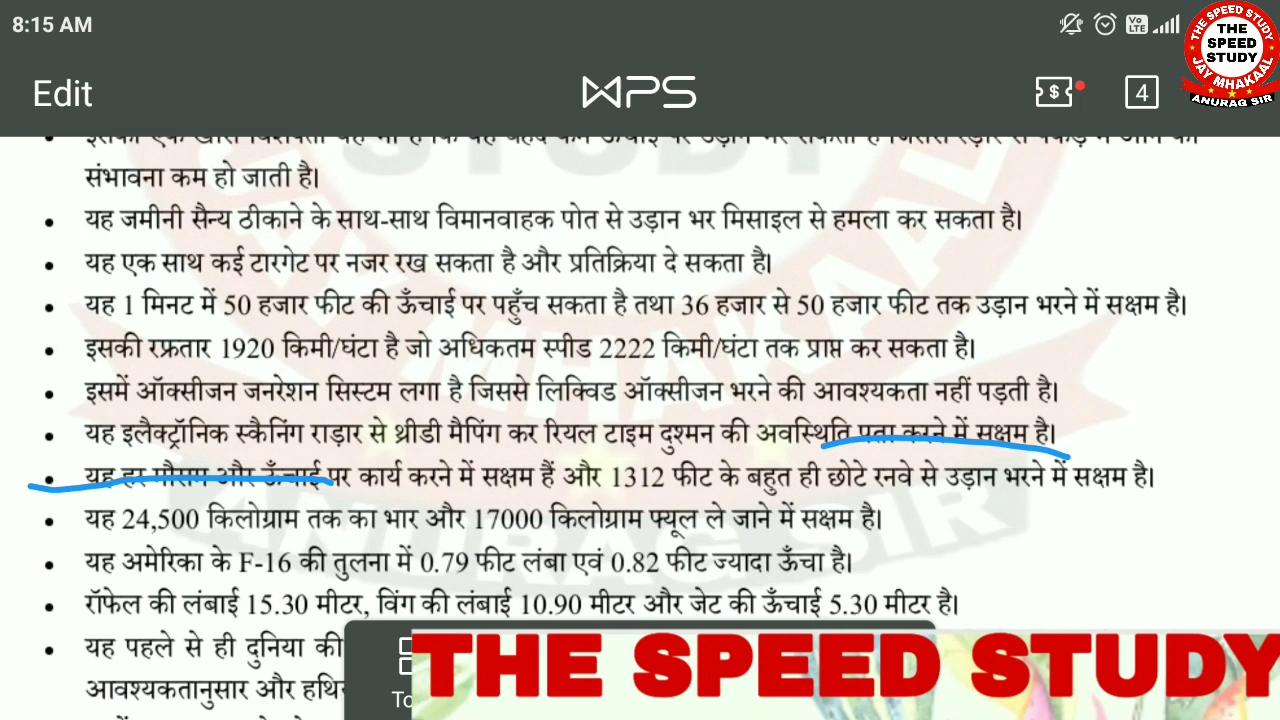 8:15 AM
Vo LTE
THE SPEED STUDY
THE SPEED STUDY
JAY MHAKAAL
ANURAG SIR
Edit
WPS
$
4
संभावना कम हो जाती है।
• यह जमीनी सैन्य ठीकाने के साथ-साथ विमानवाहक पोत से उड़ान भर मिसाइल से हमला कर सकता है।
• यह एक साथ कई टारगेट पर नजर रख सकता है और प्रतिक्रिया दे सकता है।
• यह 1 मिनट में 50 हजार फीट की ऊँचाई पर पहुँच सकता है तथा 36 हजार से 50 हजार फीट तक उड़ान भरने में सक्षम है।
• इसकी रफ्रतार 1920 किमी/घंटा है जो अधिकतम स्पीड 2222 किमी/घंटा तक प्राप्त कर सकता है।
• इसमें ऑक्सीजन जनरेशन सिस्टम लगा है जिससे लिक्विड ऑक्सीजन भरने की आवश्यकता नहीं पड़ती है।
• यह इलैक्ट्रॉनिक स्कैनिंग राड़ार से थ्रीडी मैपिंग कर रियल टाइम दुश्मन की अवस्थिति पता करने में सक्षम है।
• यह हर मौसम और ऊँचाई पर कार्य करने में सक्षम हैं और 1312 फीट के बहुत ही छोटे रनवे से उड़ान भरने में सक्षम है।
• यह 24,500 किलोग्राम तक का भार और 17000 किलोग्राम फ्यूल ले जाने में सक्षम है।
• यह अमेरिका के F-16 की तुलना में 0.79 फीट लंबा एवं 0.82 फीट ज्यादा ऊँचा है।
• रॉफेल की लंबाई 15.30 मीटर, विंग की लंबाई 10.90 मीटर और जेट की ऊँचाई 5.30 मीटर है।
• यह पहले से ही दुनिया की
आवश्यकतानुसार और
THE SPEED STUDY